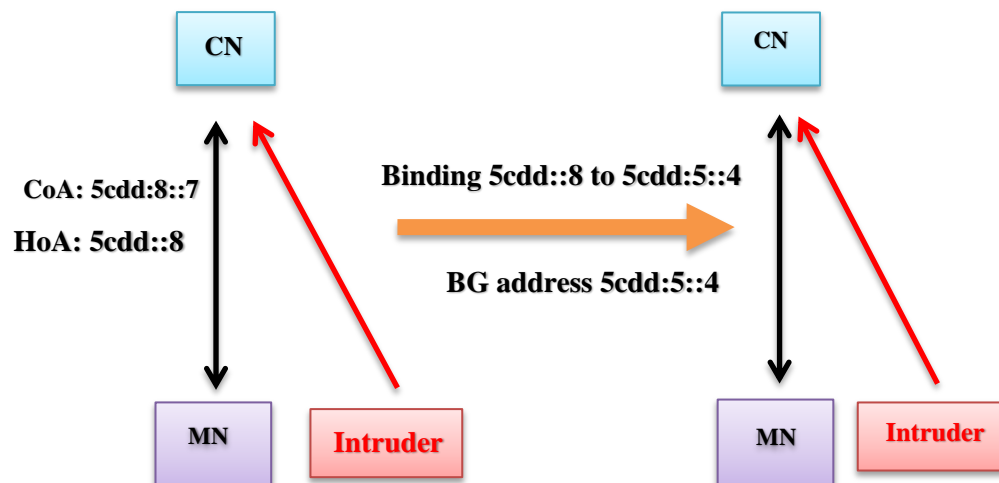 CN
CoA: 5cdd:8::7
HoA: 5cdd::8
MN
Intruder
Binding 5cdd::8 to 5cdd:5::4
BG address 5cdd:5::4
CN
MN
Intruder